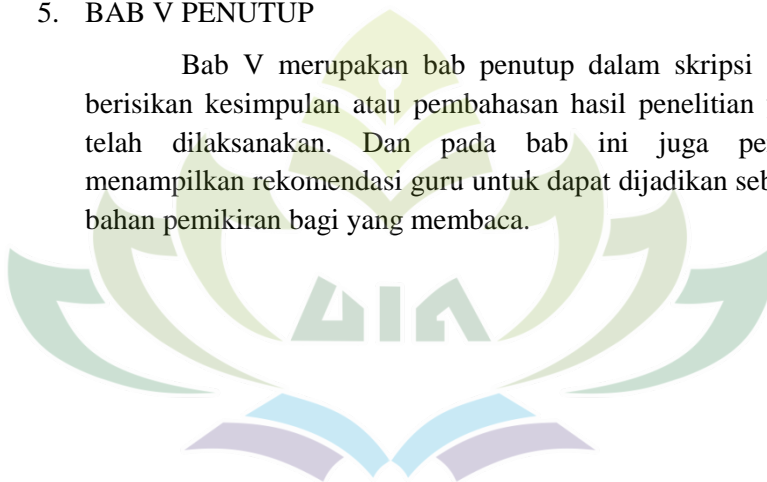 5. BAB V PENUTUP
Bab V merupakan bab penutup dalam skripsi
berisikan kesimpulan atau pembahasan hasil penelitian
telah dilaksanakan. Dan pada bab ini juga
menampilkan rekomendasi guru untuk dapat dijadikan
bahan pemikiran bagi yang membaca.
UIN